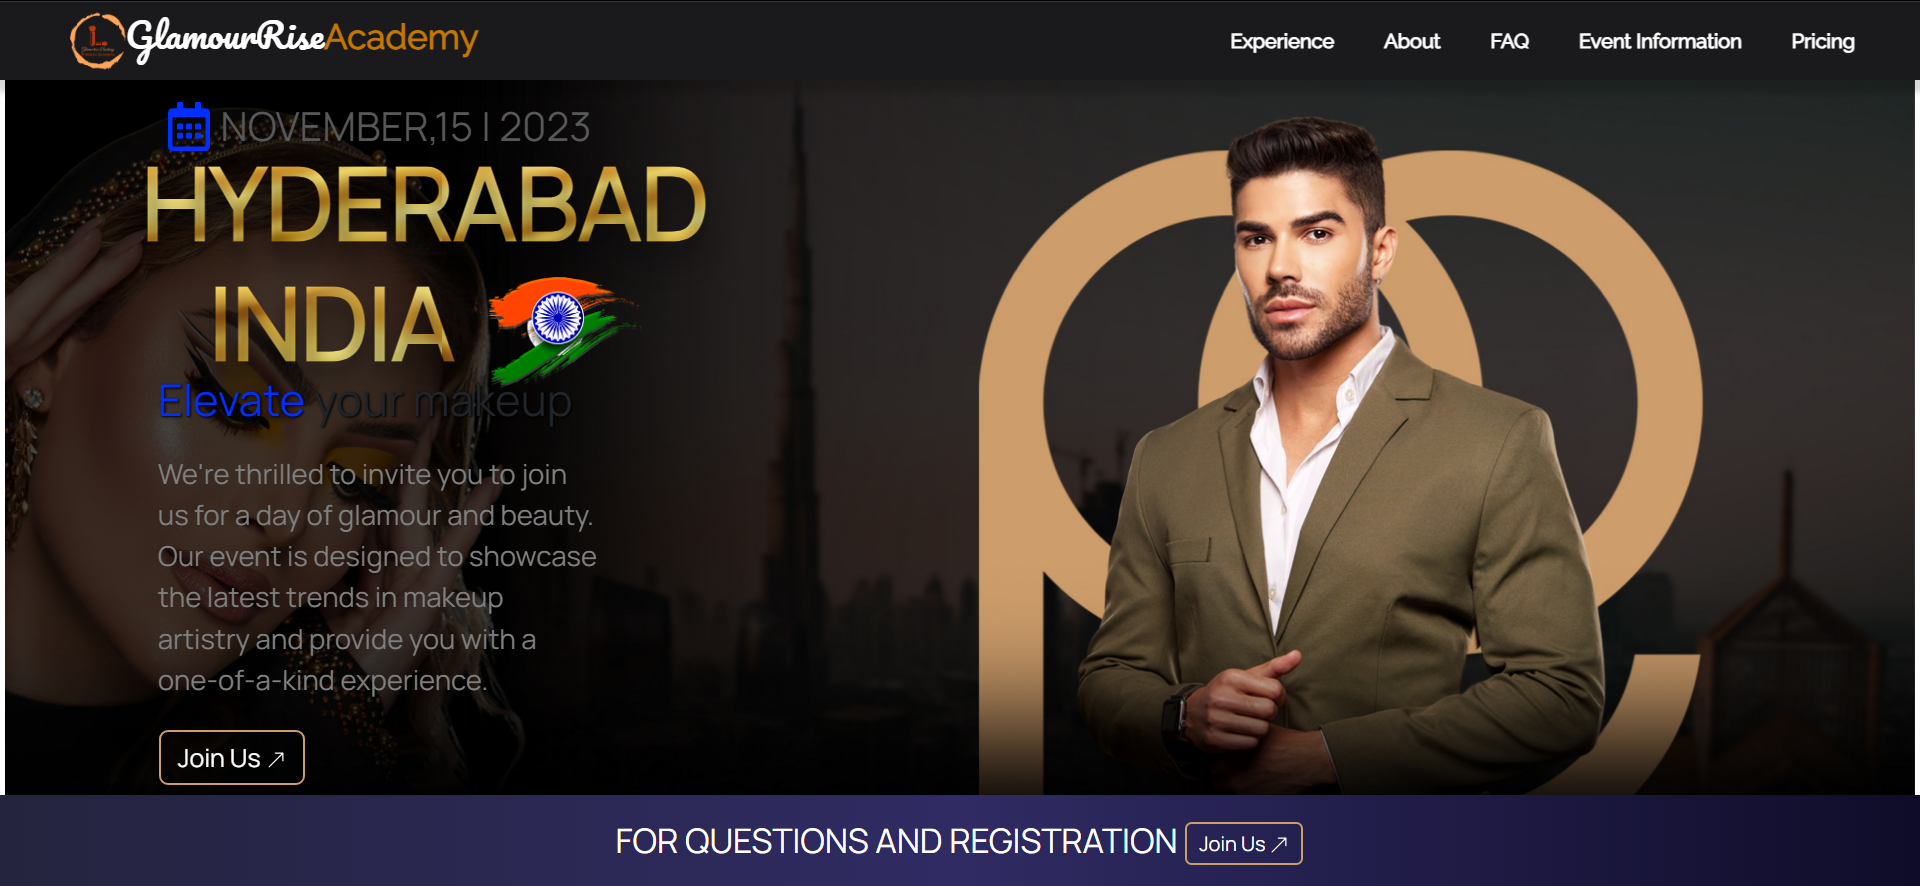 GlamourRiseAcademy
Experience About FAQ Event Information Pricing
NOVEMBER,15 | 2023
HYDERABAD
INDIA
Elevate your makeup
We're thrilled to invite you to join
us for a day of glamour and beauty.
Our event is designed to showcase
the latest trends in makeup
artistry and provide you with a
one-of-a-kind experience.
Join Us
FOR QUESTIONS AND REGISTRATION Join Us